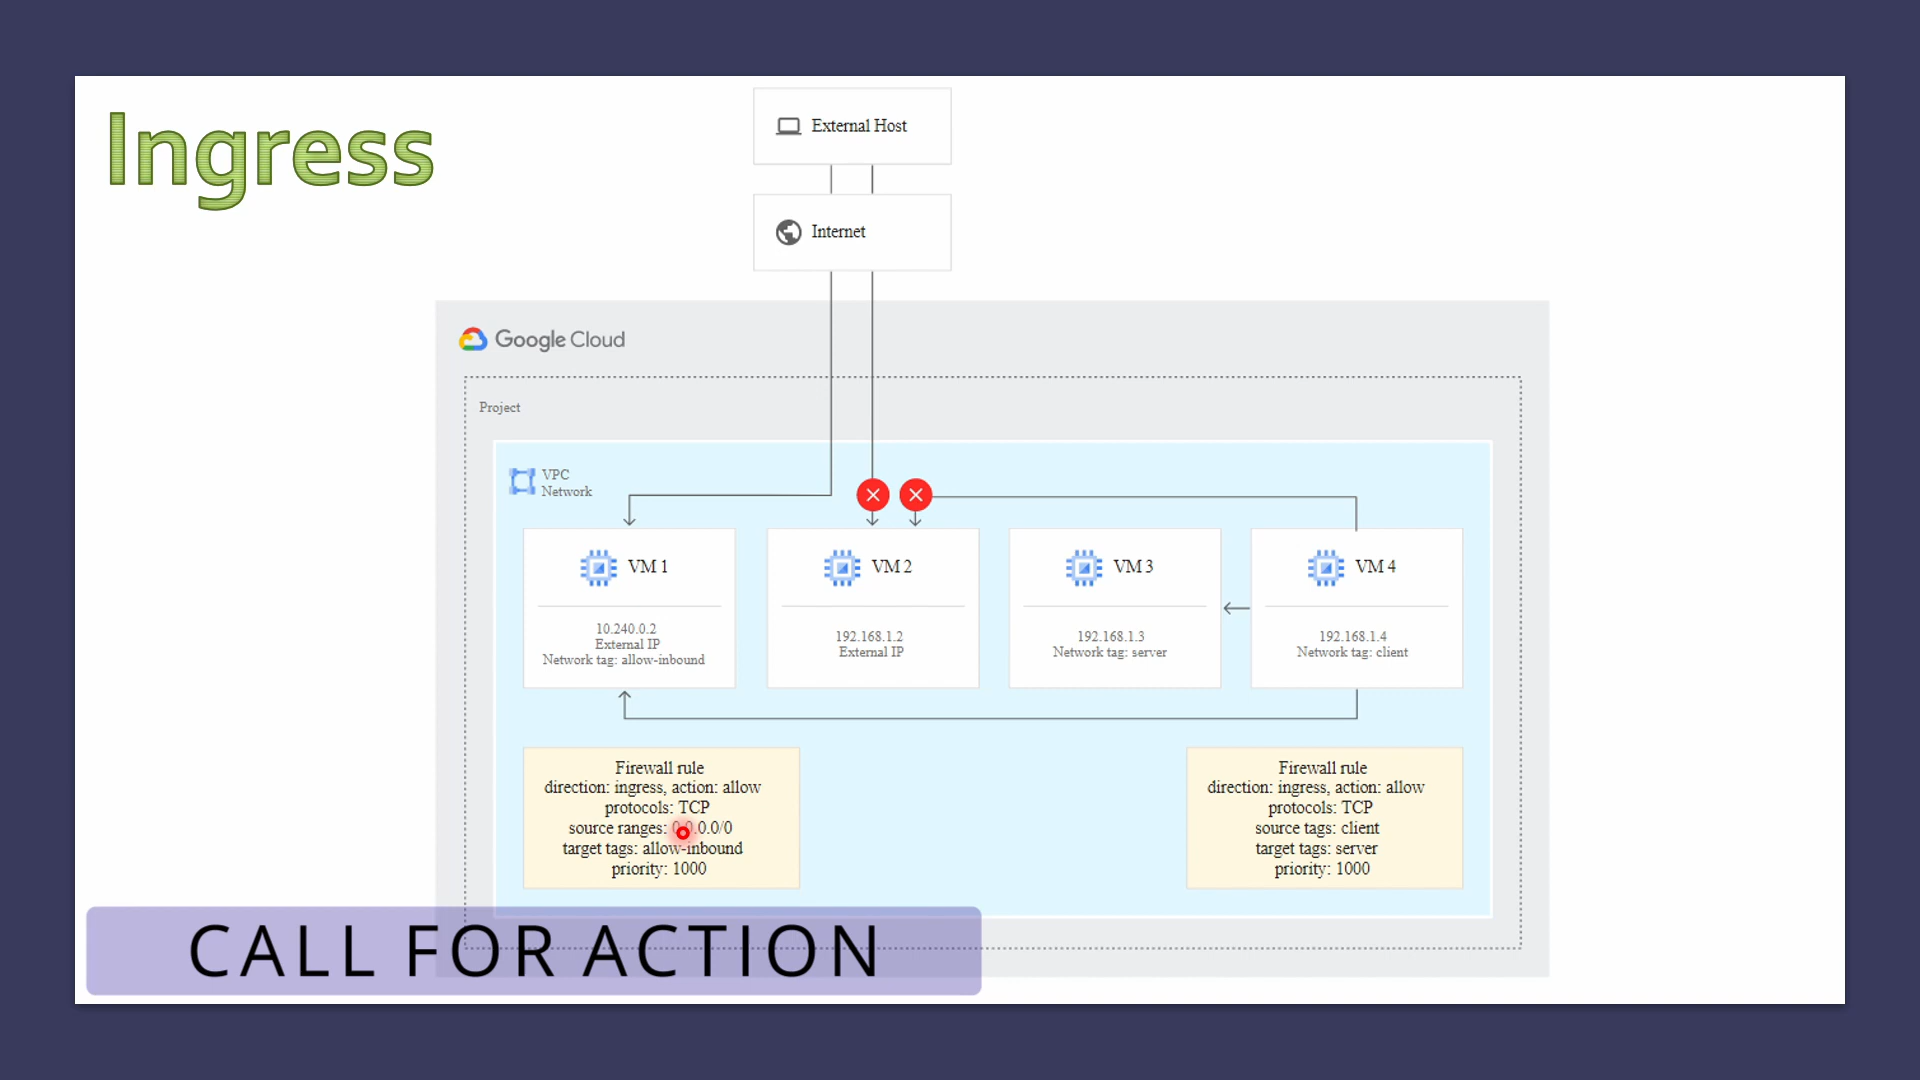 Ingress
External Host
Internet
Google Cloud
Project
VPC
Network
VM 1
10.240.0.2
External IP
Network tag: allow-inbound
VM 2
192.168.1.2
External IP
VM 3
192.168.1.3
Network tag: server
VM 4
192.168.1.4
Network tag: client
Firewall rule
direction: ingress, action: allow
protocols: TCP
source ranges: 0.0.0.0/0
target tags: allow-inbound
priority: 1000
Firewall rule
direction: ingress, action: allow
protocols: TCP
source tags: client
target tags: server
priority: 1000
CALL FOR ACTION